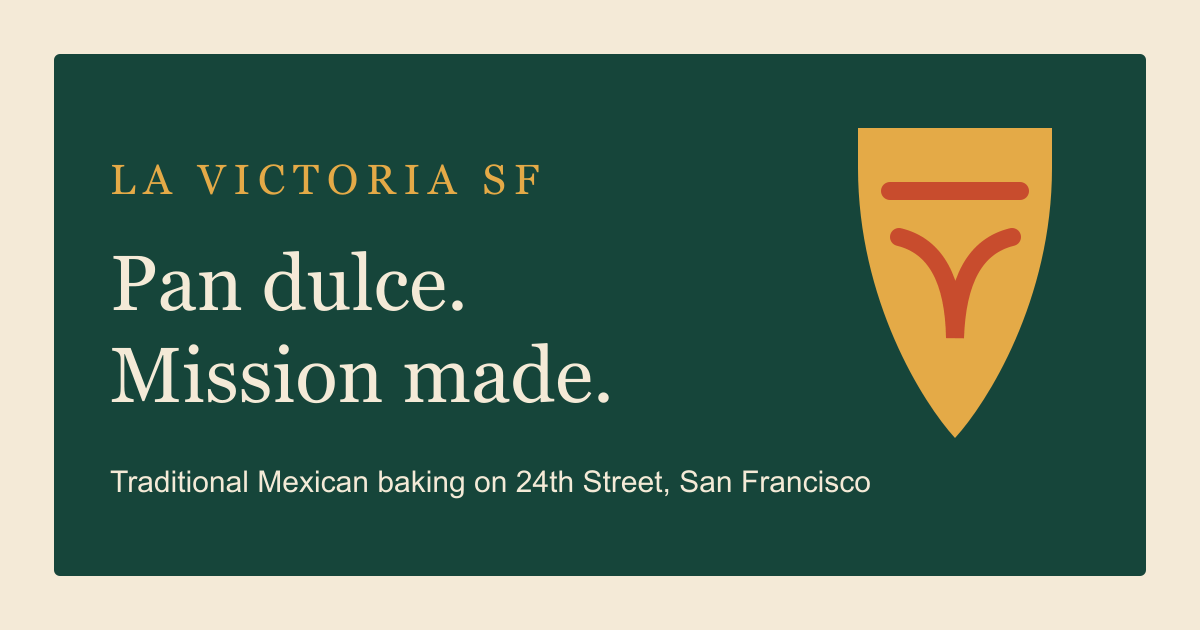 LA VICTORIA SF
Pan dulce.
Mission made.
Traditional Mexican baking on 24th Street, San Francisco